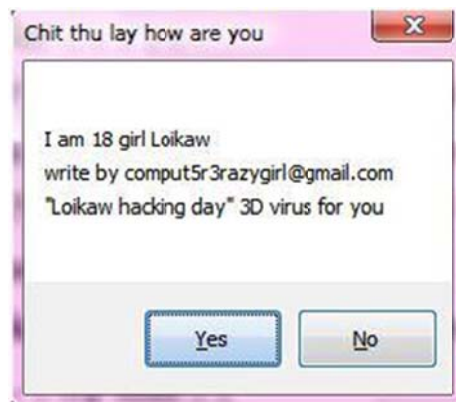 Chit thu lay how are you
I am 18 girl Loikaw
write by comput5r3razygirl@gmail.com
"Loikaw hacking day" 3D virus for you
Yes
No